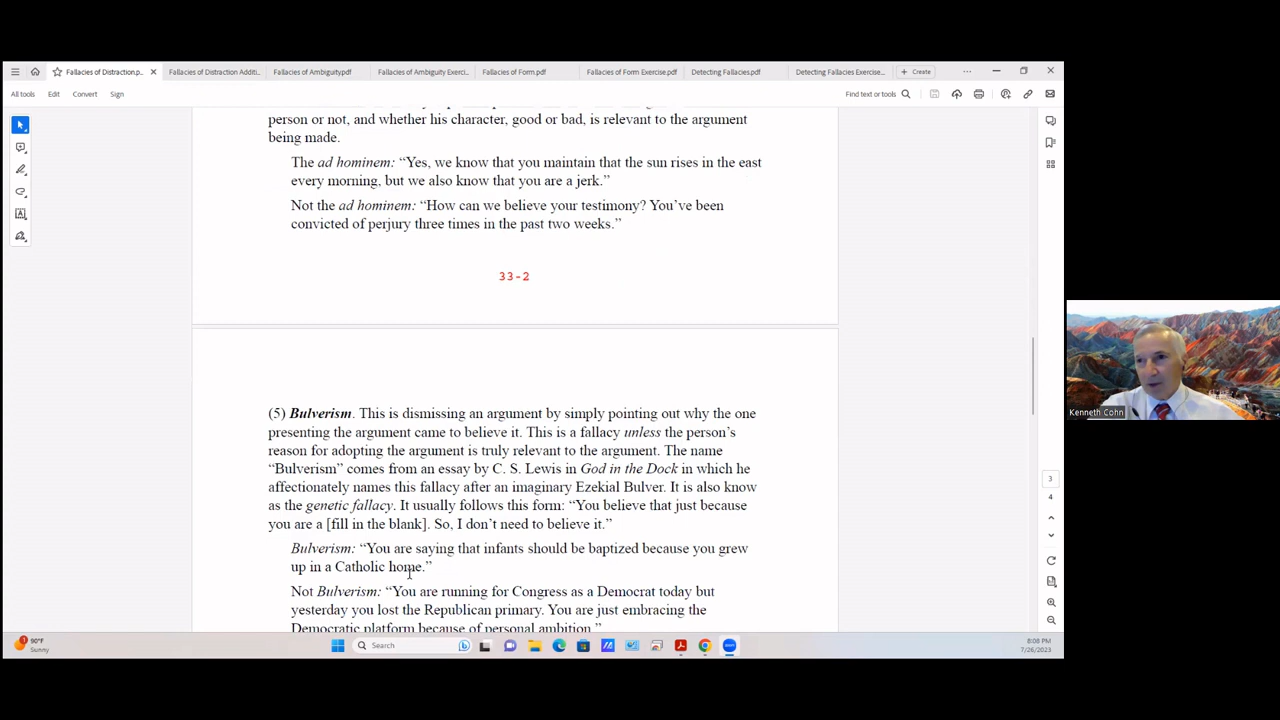 Fallacies of Distraction.p..
Fallacies of Distraction Additi...
Fallacies of Ambiguity.pdf
Fallacies of Ambiguity Exerci...
Fallacies of Form.pdf
Fallacies of Form Exercise.pdf
Detecting Fallacies.pdf
Detecting Fallacies Exercise...
Create
All tools Edit Convert Sign
Find text or tools
person or not, and whether his character, good or bad, is relevant to the argument
being made.
The ad hominem: “Yes, we know that you maintain that the sun rises in the east
every morning, but we also know that you are a jerk.”
Not the ad hominem: “How can we believe your testimony? You’ve been
convicted of perjury three times in the past two weeks.”
33-2
(5) Bulverism. This is dismissing an argument by simply pointing out why the one
presenting the argument came to believe it. This is a fallacy unless the person’s
reason for adopting the argument is truly relevant to the argument. The name
“Bulverism” comes from an essay by C. S. Lewis in God in the Dock in which he
affectionately names this fallacy after an imaginary Ezekial Bulver. It is also know
as the genetic fallacy. It usually follows this form: “You believe that just because
you are a [fill in the blank]. So, I don’t need to believe it.”
Bulverism: “You are saying that infants should be baptized because you grew
up in a Catholic home.”
Not Bulverism: “You are running for Congress as a Democrat today but
yesterday you lost the Republican primary. You are just embracing the
Democratic platform because of personal ambition.”
3
4
Kenneth Cohn
1
90°F
Sunny
Search
8:08 PM
7/26/2023